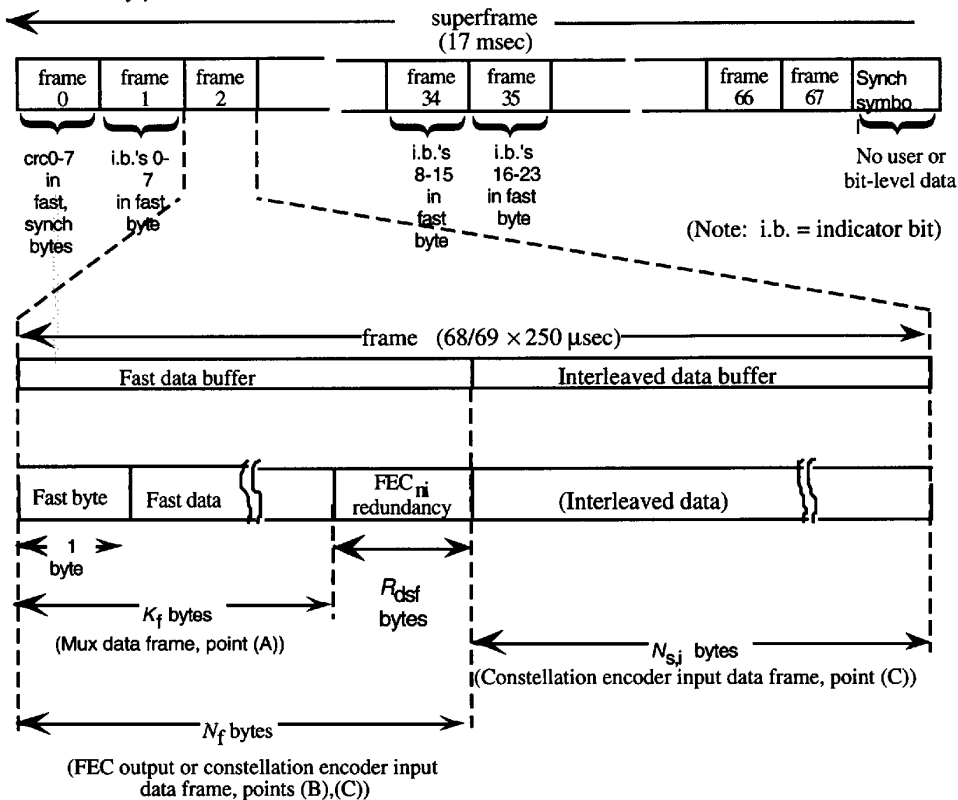 superframe
(17 msec)
frame
0
frame
1
frame
2
frame
34
frame
35
frame
66
frame
67
Synch
symbo
crc0-7
in
fast,
synch
bytes
i.b.'s 0-
7
in fast
byte
i.b.'s
8-15
in
fast
byte
i.b.'s
16-23
in fast
byte
No user or
bit-level data
(Note: i.b. = indicator bit)
frame (68/69 × 250 μsec)
Fast data buffer
Interleaved data buffer
Fast byte
Fast data
FEC ni
redundancy
(Interleaved data)
1
byte
Rdsf
bytes
Kf bytes
(Mux data frame, point (A))
Ns,i bytes
(Constellation encoder input data frame, point (C))
Nf bytes
(FEC output or constellation encoder input
data frame, points (B),(C))